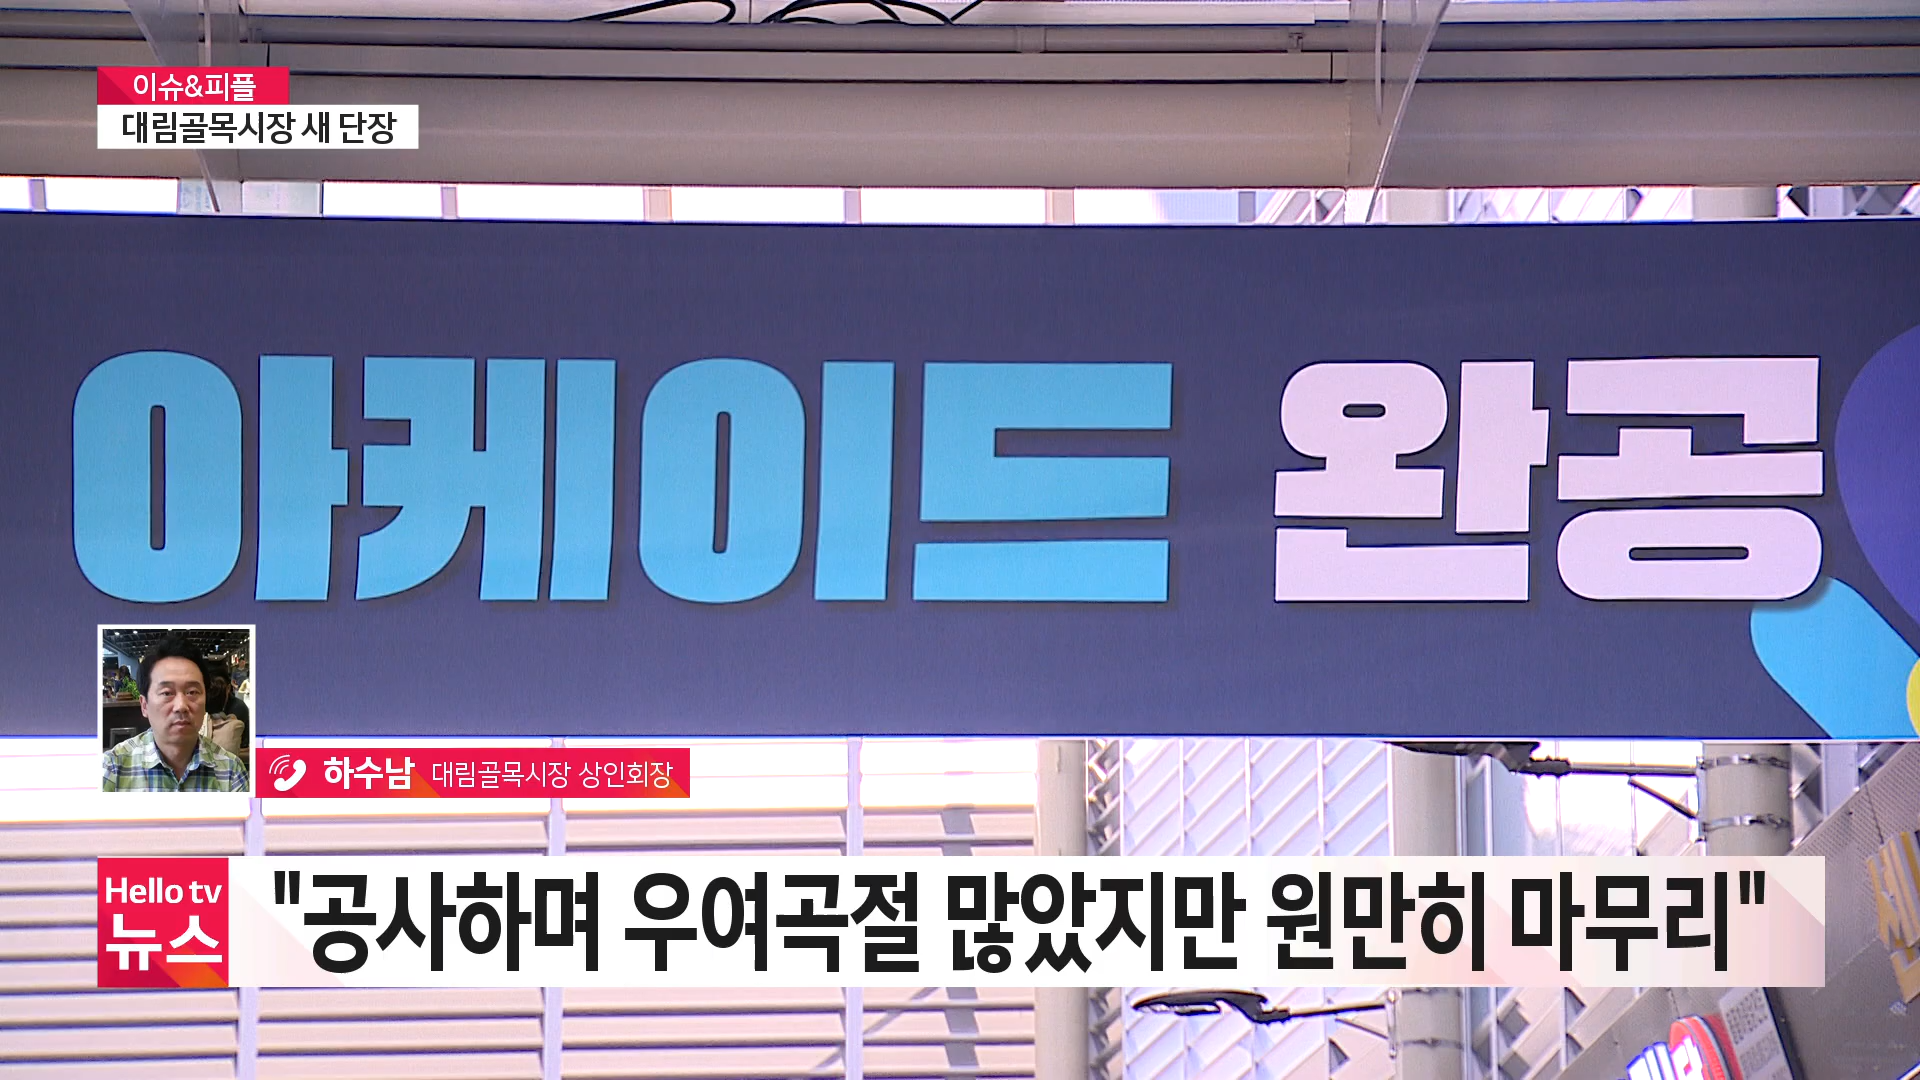 이슈&피플
대림골목시장 새 단장
아케이드 완공
하수남 대림골목시장 상인회장
Hello tv
뉴스
"공사하며 우여곡절 많았지만 원만히 마무리"